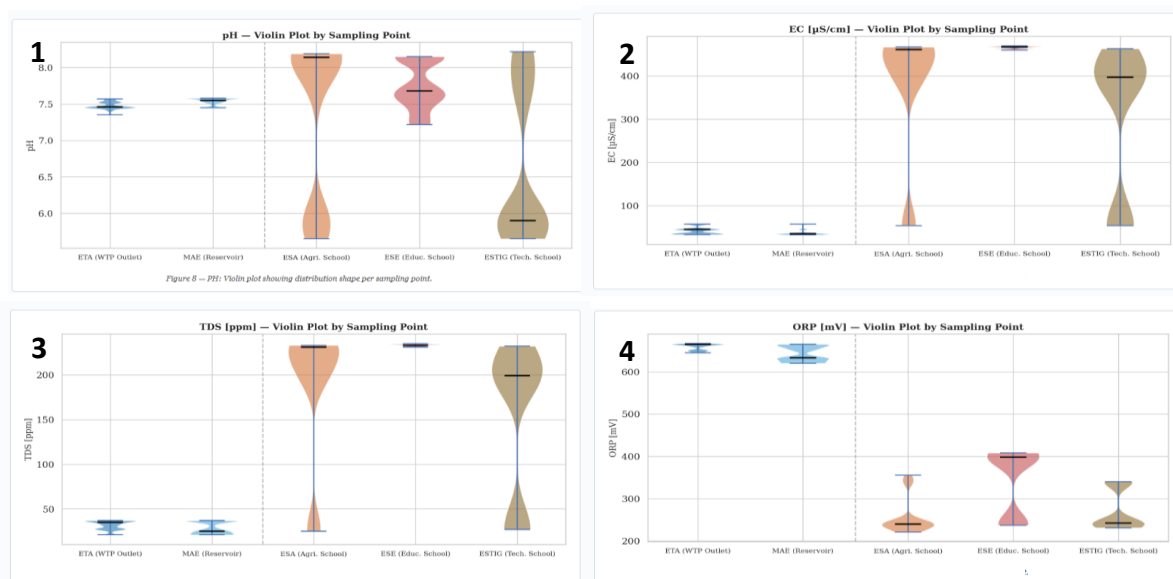 1
pH — Violin Plot by Sampling Point
8.0
7.5
7.0
6.5
6.0
pH
ETA (WTP Outlet) MAE (Reservoir) ESA (Agri. School) ESE (Educ. School) ESTIG (Tech. School)
Figure 8 — PH: Violin plot showing distribution shape per sampling point.
2
EC [µS/cm] — Violin Plot by Sampling Point
400
300
200
100
EC [µS/cm]
ETA (WTP Outlet) MAE (Reservoir) ESA (Agri. School) ESE (Educ. School) ESTIG (Tech. School)
3
TDS [ppm] — Violin Plot by Sampling Point
200
150
100
50
TDS [ppm]
ETA (WTP Outlet) MAE (Reservoir) ESA (Agri. School) ESE (Educ. School) ESTIG (Tech. School)
4
ORP [mV] — Violin Plot by Sampling Point
600
500
400
300
200
ORP [mV]
ETA (WTP Outlet) MAE (Reservoir) ESA (Agri. School) ESE (Educ. School) ESTIG (Tech. School)